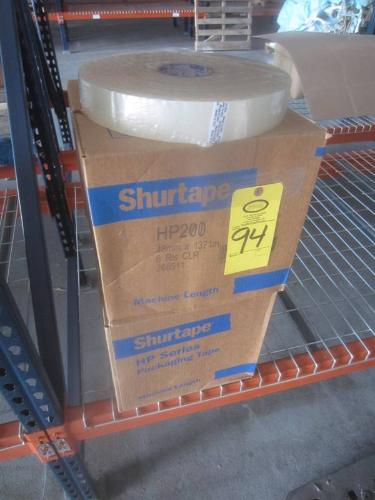 Shurtape
HP200
48mm x 1371m
6 Rls CLR
Machine Length
94
Shurtape
HP Series
Packaging Tape
Machine Length